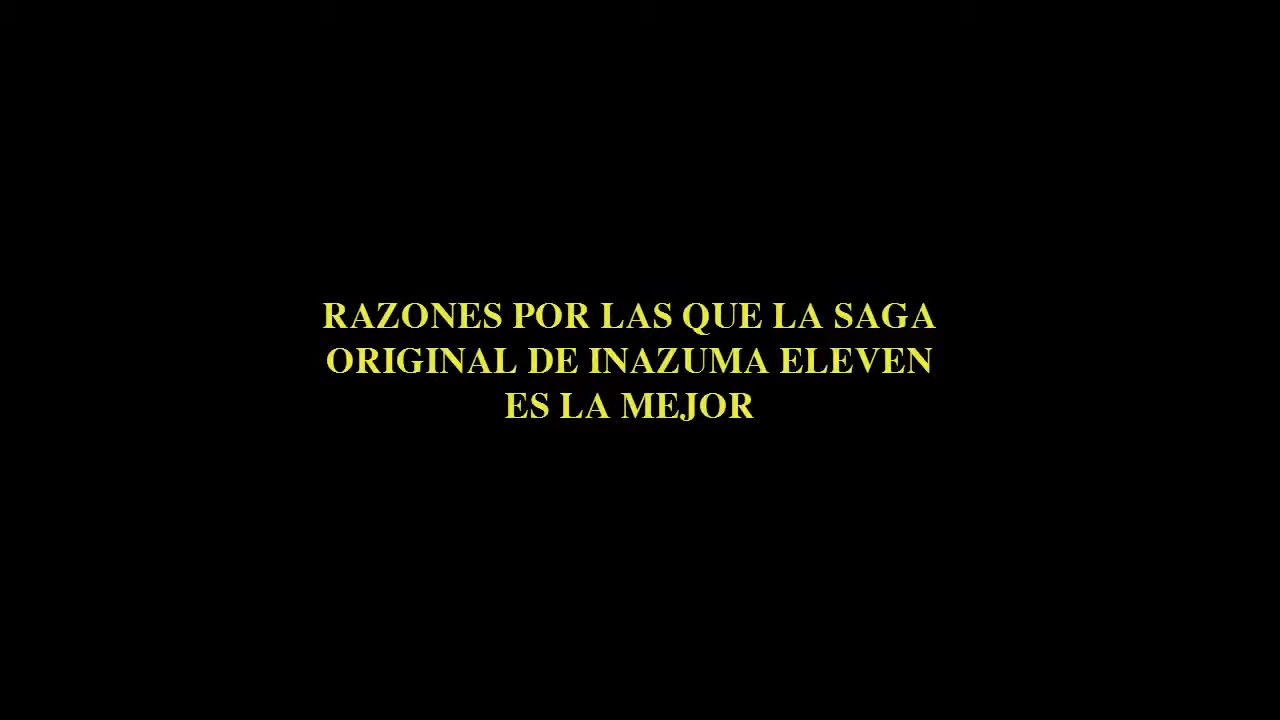 RAZONES POR LAS QUE LA SAGA
ORIGINAL DE INAZUMA ELEVEN
ES LA MEJOR